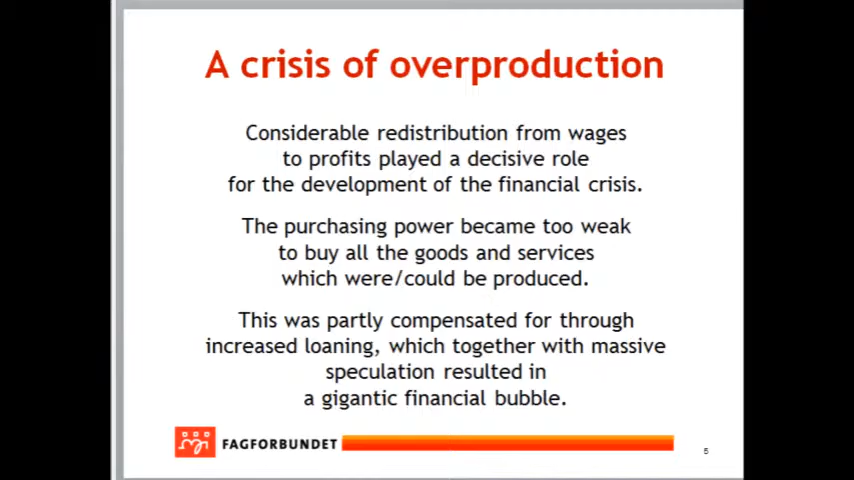 A crisis of overproduction
Considerable redistribution from wages
to profits played a decisive role
for the development of the financial crisis.
The purchasing power became too weak
to buy all the goods and services
which were/could be produced.
This was partly compensated for through
increased loaning, which together with massive
speculation resulted in
a gigantic financial bubble.
FAGFORBUNDET
5